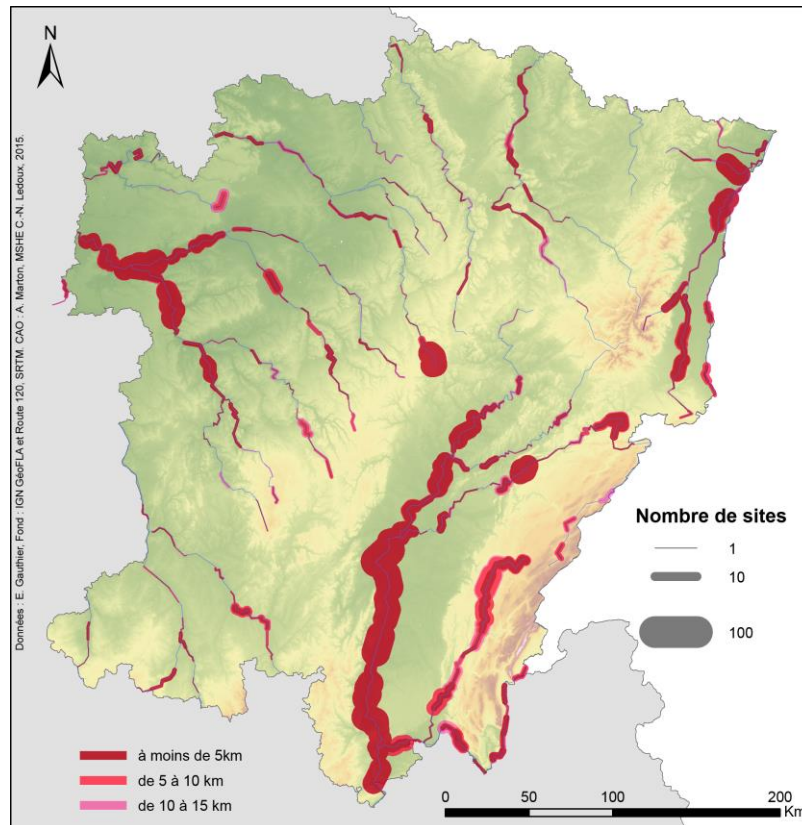 N
Données : E. Gauthier, Fond : IGN GéoFLA et Route 120, SRTM. CAO : A. Marton, MSHE C.-N. Ledoux, 2015.
Nombre de sites
1
10
100
à moins de 5km
de 5 à 10 km
de 10 à 15 km
0 50 100 200
Km